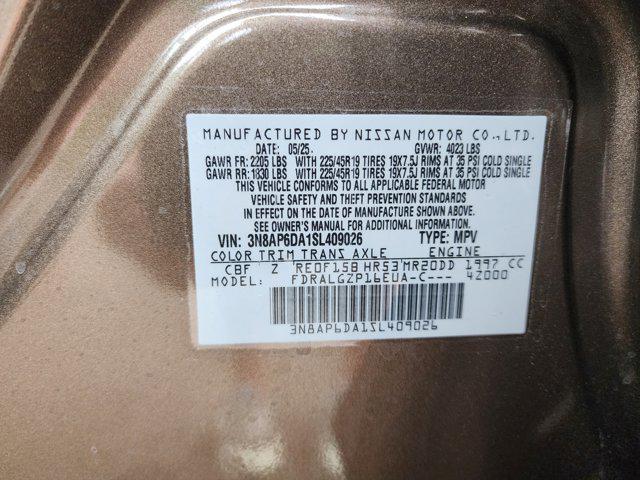 MANUFACTURED BY NISSAN MOTOR CO.,LTD.
DATE: 05/25. GVWR: 4023 LBS
GAWR FR: 2205 LBS WITH 225/45R19 TIRES 19X7.5J RIMS AT 35 PSI COLD SINGLE
GAWR RR: 1830 LBS WITH 225/45R19 TIRES 19X7.5J RIMS AT 35 PSI COLD SINGLE
THIS VEHICLE CONFORMS TO ALL APPLICABLE FEDERAL MOTOR
VEHICLE SAFETY AND THEFT PREVENTION STANDARDS
IN EFFECT ON THE DATE OF MANUFACTURE SHOWN ABOVE.
SEE OWNER'S MANUAL FOR ADDITIONAL INFORMATION.
VIN: 3N8AP6DA1SL409026 TYPE: MPV
COLOR TRIM TRANS AXLE ENGINE
CBF Z RE0F15B HR53 MR20DD 1997 CC
MODEL FDRALGZP16EUA-C--- 42000
3N8AP6DA1SL409026